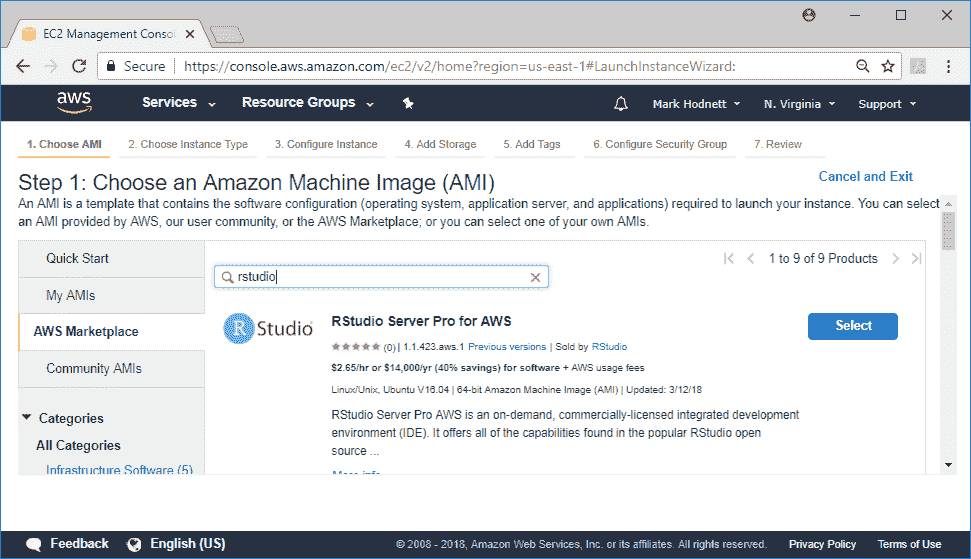 EC2 Management Conso
Secure https://console.aws.amazon.com/ec2/v2/home?region=us-east-1#LaunchInstanceWizard:
aws Services Resource Groups Mark Hodnett N. Virginia Support
1. Choose AMI 2. Choose Instance Type 3. Configure Instance 4. Add Storage 5. Add Tags 6. Configure Security Group 7. Review
Step 1: Choose an Amazon Machine Image (AMI)
Cancel and Exit
An AMI is a template that contains the software configuration (operating system, application server, and applications) required to launch your instance. You can select
an AMI provided by AWS, our user community, or the AWS Marketplace; or you can select one of your own AMIs.
Quick Start
My AMIs
AWS Marketplace
Community AMIs
Categories
All Categories
Infrastructure Software (5)
rstudio
1 to 9 of 9 Products
R Studio
RStudio Server Pro for AWS
Select
(0) | 1.1.423.aws.1 Previous versions | Sold by RStudio
$2.65/hr or $14,000/yr (40% savings) for software + AWS usage fees
Linux/Unix, Ubuntu V16.04 | 64-bit Amazon Machine Image (AMI) | Updated: 3/12/18
RStudio Server Pro AWS is an on-demand, commercially-licensed integrated development
environment (IDE). It offers all of the capabilities found in the popular RStudio open
source ...
More info
Feedback English (US) © 2008 - 2018, Amazon Web Services, Inc. or its affiliates. All rights reserved. Privacy Policy Terms of Use